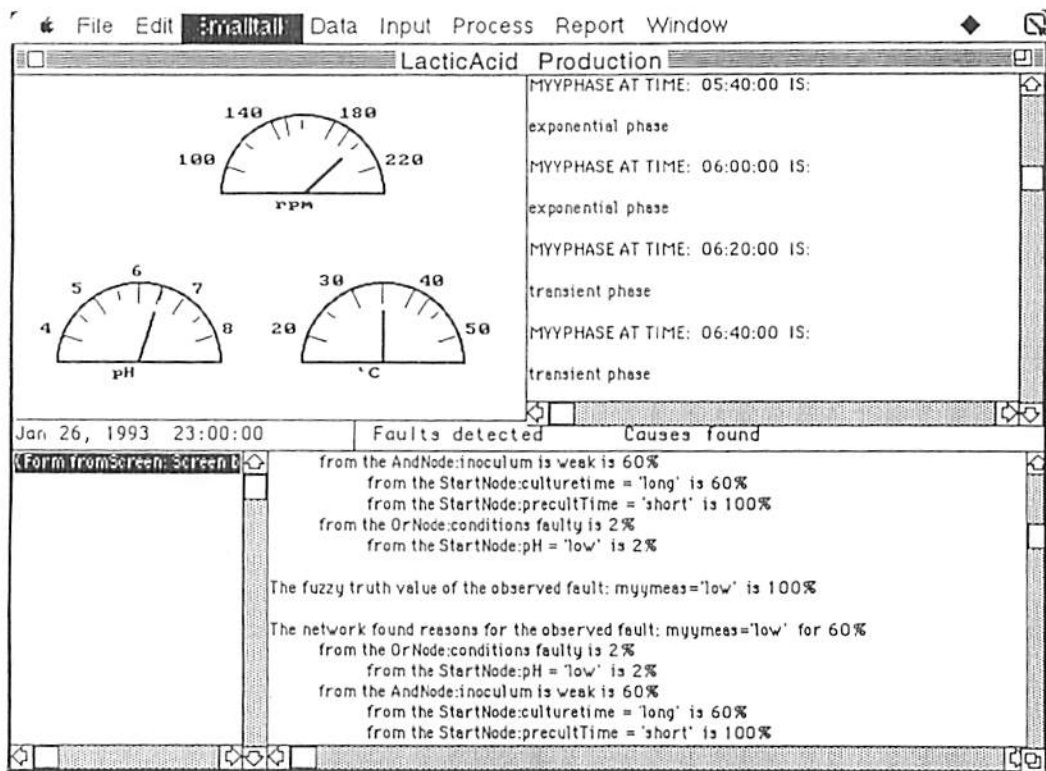 File Edit Smalltalk Data Input Process Report Window
LacticAcid Production
140 180
100 220
rpm
6
5 7
4 8
pH
30 40
20 50
'C
MYYPHASE AT TIME: 05:40:00 IS:
exponential phase
MYYPHASE AT TIME: 06:00:00 IS:
exponential phase
MYYPHASE AT TIME: 06:20:00 IS:
transient phase
MYYPHASE AT TIME: 06:40:00 IS:
transient phase
Jan 26, 1993 23:00:00
Faults detected Causes found
(Form fromScreen: Screen
from the AndNode:inoculum is weak is 60%
from the StartNode:culturetime = 'long' is 60%
from the StartNode:precultTime = 'short' is 100%
from the OrNode:conditions faulty is 2%
from the StartNode:pH = 'low' is 2%
The fuzzy truth value of the observed fault: myymeas='low' is 100%
The network found reasons for the observed fault: myymeas='low' for 60%
from the OrNode:conditions faulty is 2%
from the StartNode:pH = 'low' is 2%
from the AndNode:inoculum is weak is 60%
from the StartNode:culturetime = 'long' is 60%
from the StartNode:precultTime = 'short' is 100%